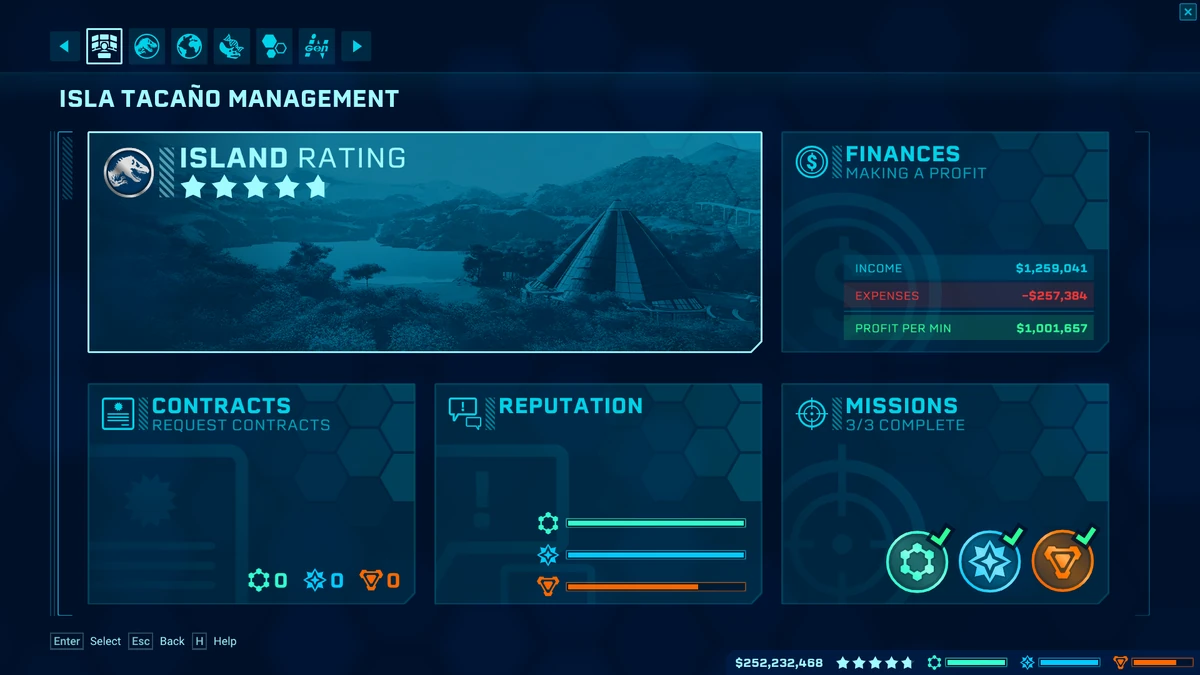 Gen
ISLA TACAÑO MANAGEMENT
ISLAND RATING
FINANCES
MAKING A PROFIT
INCOME $1,259,041
EXPENSES -$257,384
PROFIT PER MIN $1,001,657
CONTRACTS
REQUEST CONTRACTS
0 0 0
REPUTATION
MISSIONS
3/3 COMPLETE
Enter Select Esc Back H Help
$252,232,468